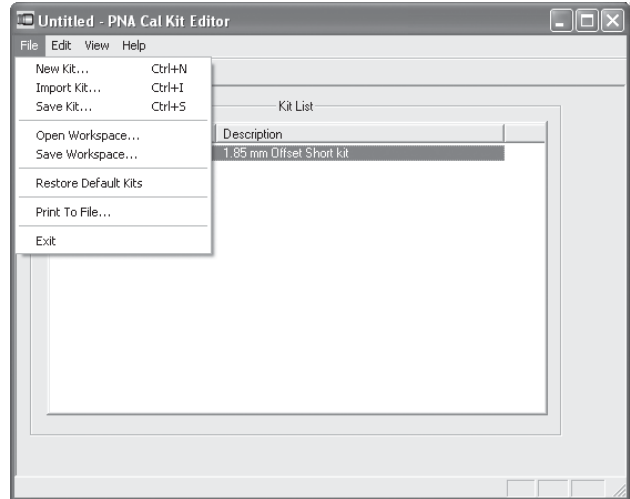 Untitled - PNA Cal Kit Editor
File Edit View Help
New Kit... Ctrl+N
Import Kit... Ctrl+I
Save Kit... Ctrl+S
Open Workspace...
Save Workspace...
Restore Default Kits
Print To File...
Exit
Kit List
Description
1.85 mm Offset Short kit